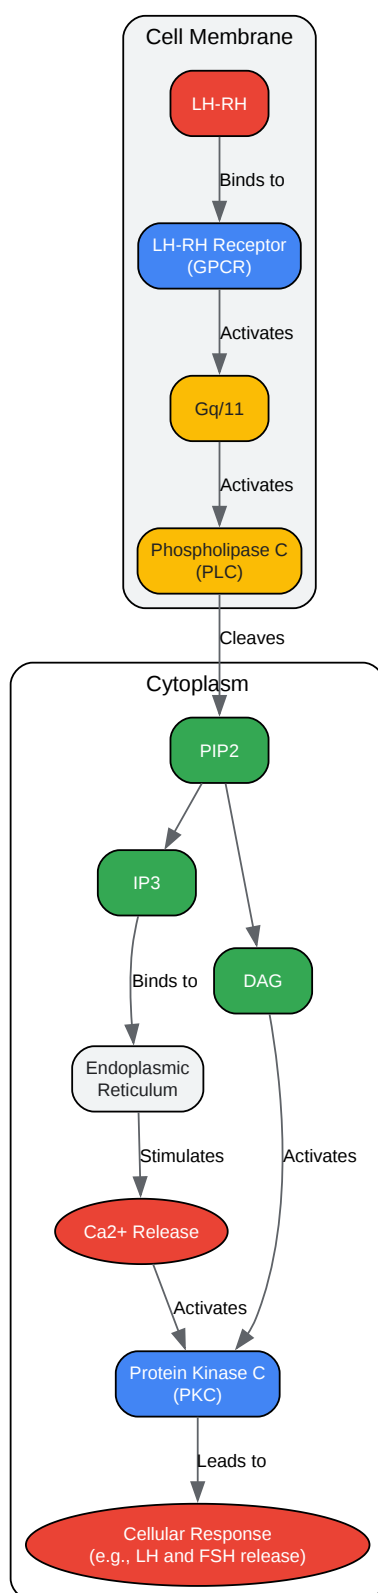 Cell Membrane
LH-RH
Binds to
LH-RH Receptor
(GPCR)
Activates
Gq/11
Activates
Phospholipase C
(PLC)
Cleaves
Cytoplasm
PIP2
IP3
Binds to
DAG
Endoplasmic
Reticulum
Stimulates
Activates
Ca2+ Release
Activates
Protein Kinase C
(PKC)
Leads to
Cellular Response
(e.g., LH and FSH release)